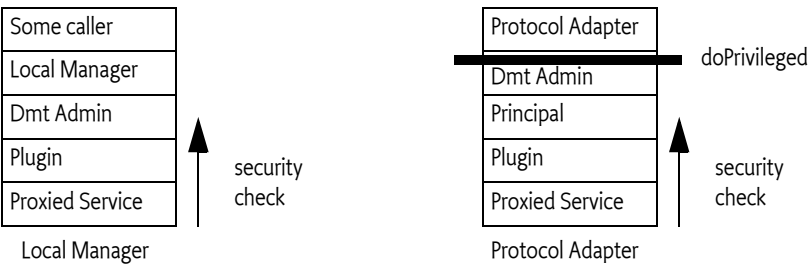 Some caller
Local Manager
Dmt Admin
Plugin
Proxied Service
security
check
Local Manager
Protocol Adapter
doPrivileged
Dmt Admin
Principal
Plugin
Proxied Service
security
check
Protocol Adapter